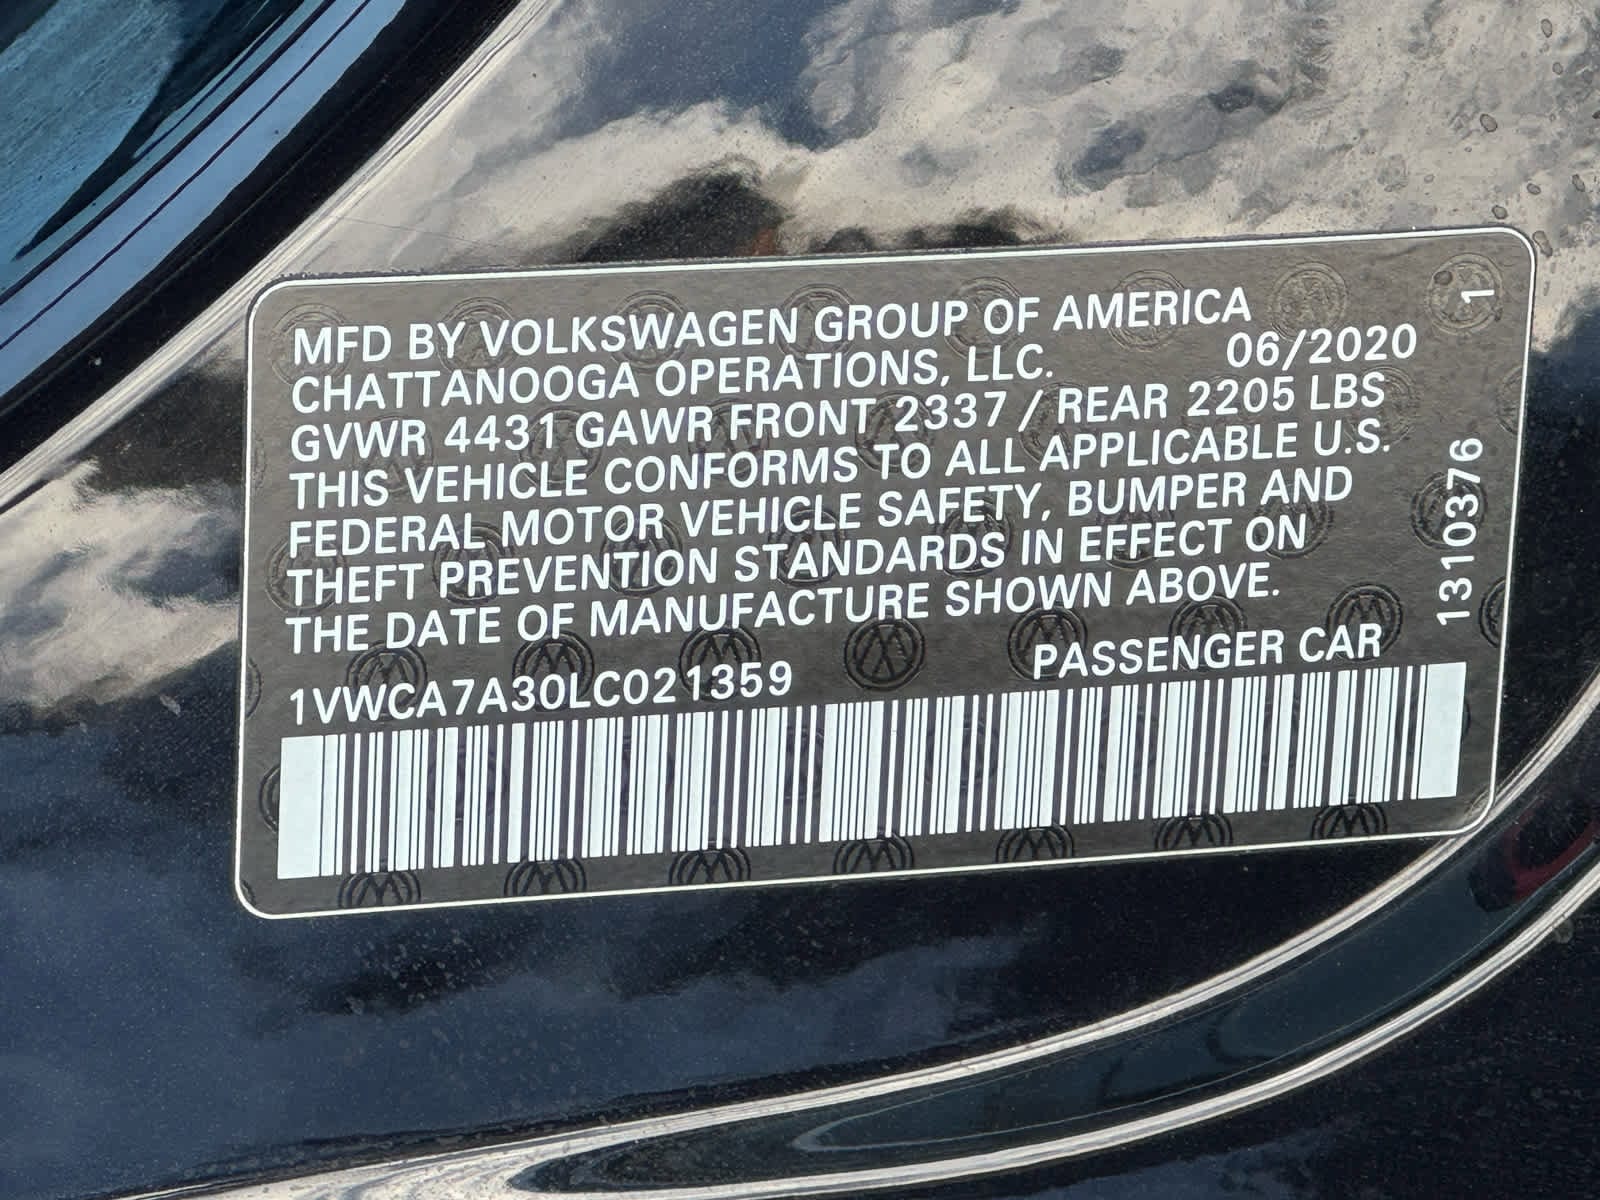 MFD BY VOLKSWAGEN GROUP OF AMERICA
CHATTANOOGA OPERATIONS, LLC. 06/2020
GVWR 4431 GAWR FRONT 2337 / REAR 2205 LBS
THIS VEHICLE CONFORMS TO ALL APPLICABLE U.S.
FEDERAL MOTOR VEHICLE SAFETY, BUMPER AND
THEFT PREVENTION STANDARDS IN EFFECT ON
THE DATE OF MANUFACTURE SHOWN ABOVE.
1VWCA7A30LC021359 PASSENGER CAR
1310376 1